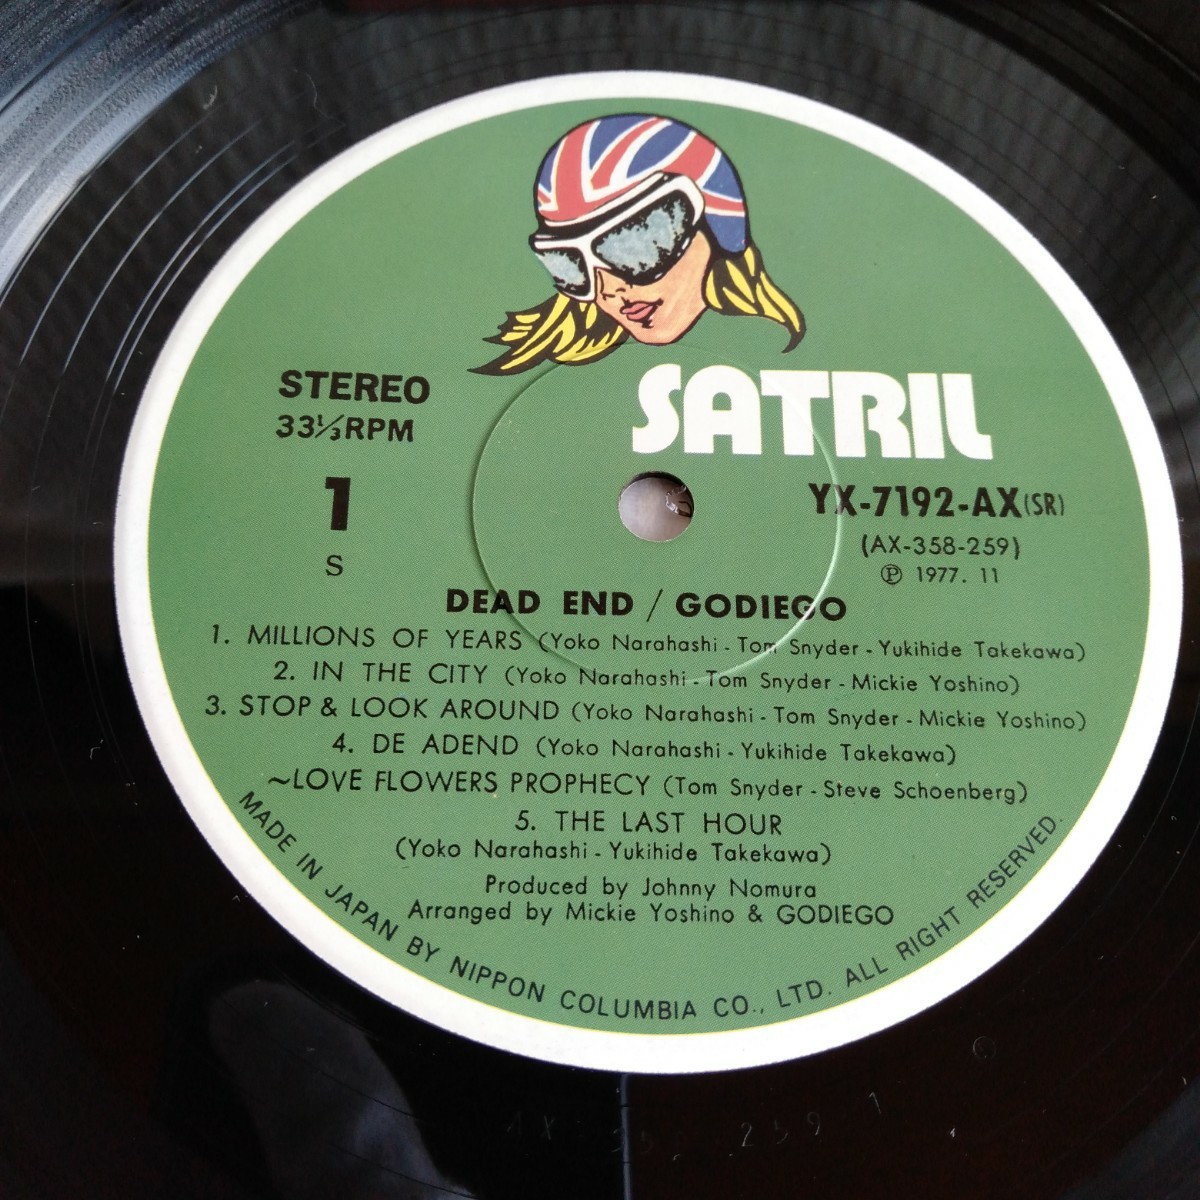 SATRIL
STEREO
33⅓RPM
1
S
YX-7192-AX(SR)
(AX-358-259)
Ⓟ 1977. 11
DEAD END / GODIEGO
1. MILLIONS OF YEARS (Yoko Narahashi - Tom Snyder - Yukihide Takekawa)
2. IN THE CITY (Yoko Narahashi - Tom Snyder - Mickie Yoshino)
3. STOP & LOOK AROUND (Yoko Narahashi - Tom Snyder - Mickie Yoshino)
4. DE ADEND (Yoko Narahashi - Yukihide Takekawa)
~LOVE FLOWERS PROPHECY (Tom Snyder - Steve Schoenberg)
5. THE LAST HOUR
(Yoko Narahashi - Yukihide Takekawa)
Produced by Johnny Nomura
Arranged by Mickie Yoshino & GODIEGO
MADE IN JAPAN BY NIPPON COLUMBIA CO., LTD. ALL RIGHT RESERVED.